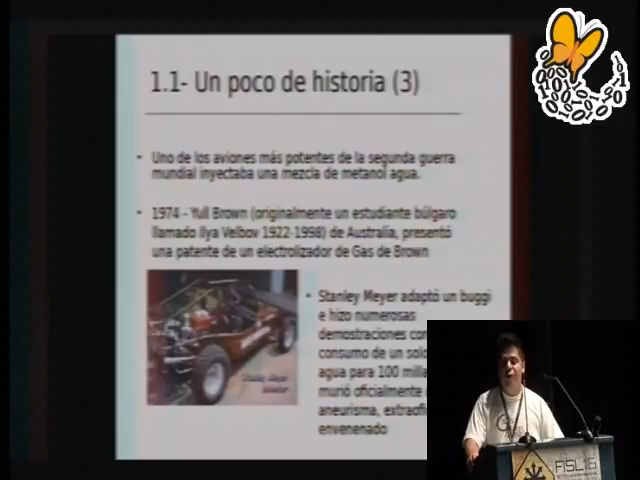 1.1- Un poco de historia (3)
• Uno de los aviones más potentes de la segunda guerra
mundial inyectaba una mezcla de metanol agua.
• 1974 - Yull Brown (originalmente un estudiante búlgaro
llamado Ilya Velbov 1922-1998) de Australia, presentó
una patente de un electrolizador de Gas de Brown
• Stanley Meyer adaptó un buggi
e hizo numerosas
demostraciones con
consumo de un solo
agua para 100 milla
murió oficialmente
aneurisma, extraofi
envenenado
Stanley Meyer
FISL16